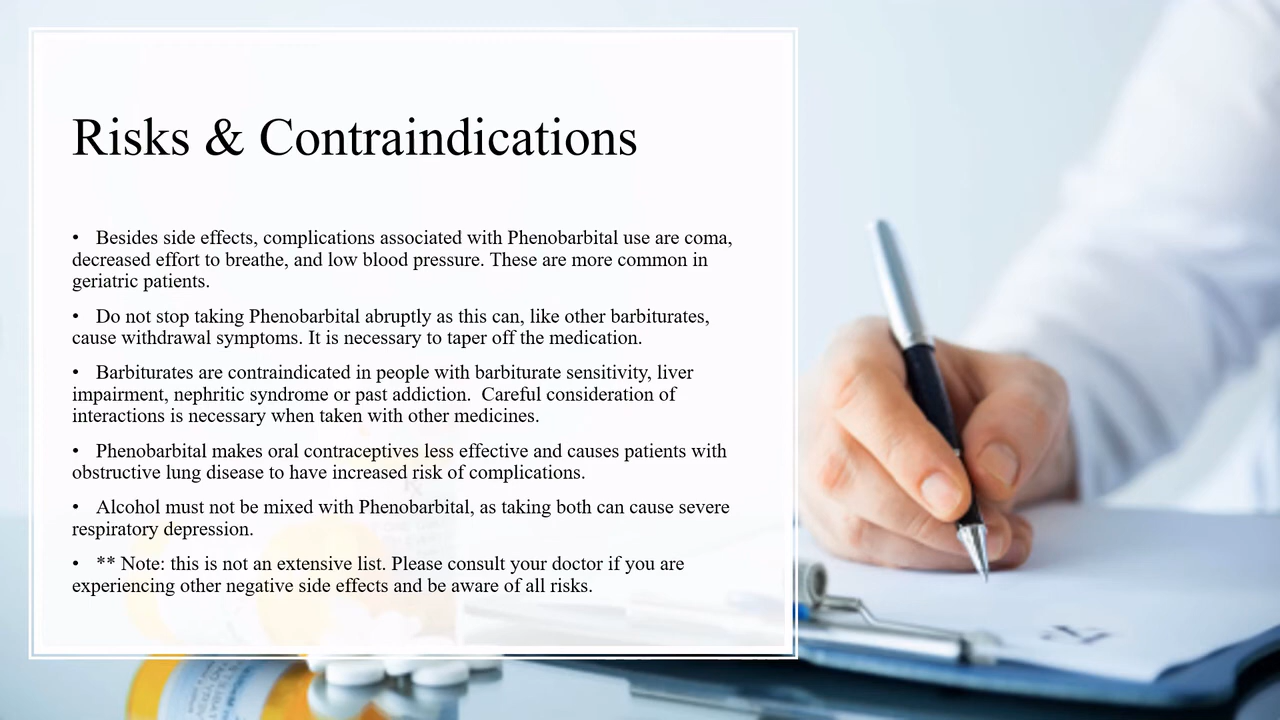 Risks & Contraindications
• Besides side effects, complications associated with Phenobarbital use are coma,
decreased effort to breathe, and low blood pressure. These are more common in
geriatric patients.
• Do not stop taking Phenobarbital abruptly as this can, like other barbiturates,
cause withdrawal symptoms. It is necessary to taper off the medication.
• Barbiturates are contraindicated in people with barbiturate sensitivity, liver
impairment, nephritic syndrome or past addiction.  Careful consideration of
interactions is necessary when taken with other medicines.
• Phenobarbital makes oral contraceptives less effective and causes patients with
obstructive lung disease to have increased risk of complications.
• Alcohol must not be mixed with Phenobarbital, as taking both can cause severe
respiratory depression.
• ** Note: this is not an extensive list. Please consult your doctor if you are
experiencing other negative side effects and be aware of all risks.